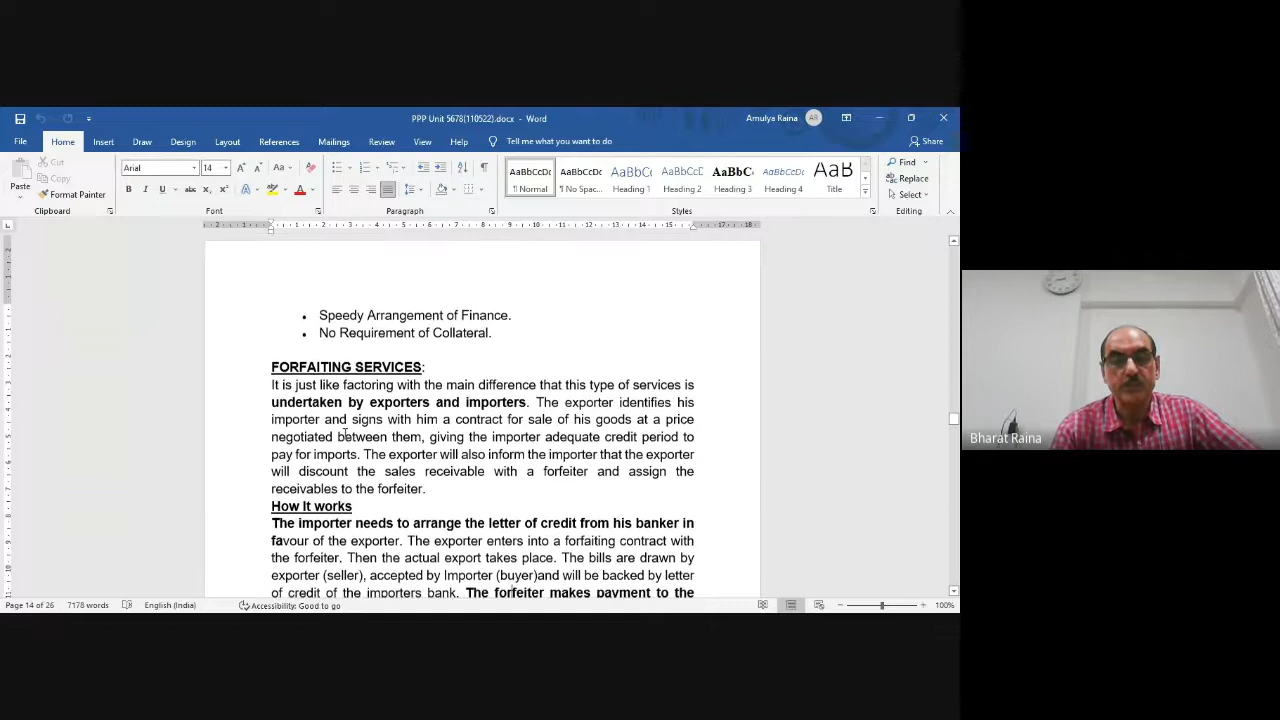 PPP Unit 5678(110522).docx - Word
Amulya Raina
AR
File
Home
Insert
Draw
Design
Layout
References
Mailings
Review
View
Help
Tell me what you want to do
Share
Paste
Cut
Copy
Format Painter
Clipboard
Arial
14
Font
Paragraph
AaBbCcDc
¶ Normal
AaBbCcDc
¶ No Spac...
AaBbC
Heading 1
AaBbCcD
Heading 2
AaBbC
Heading 3
AaBbCcD
Heading 4
AaB
Title
Styles
Find
Replace
Select
Editing
• Speedy Arrangement of Finance.
• No Requirement of Collateral.
FORFAITING SERVICES:
It is just like factoring with the main difference that this type of services is
undertaken by exporters and importers. The exporter identifies his
importer and signs with him a contract for sale of his goods at a price
negotiated between them, giving the importer adequate credit period to
pay for imports. The exporter will also inform the importer that the exporter
will discount the sales receivable with a forfeiter and assign the
receivables to the forfeiter.
How It works
The importer needs to arrange the letter of credit from his banker in
favour of the exporter. The exporter enters into a forfaiting contract with
the forfeiter. Then the actual export takes place. The bills are drawn by
exporter (seller), accepted by Importer (buyer)and will be backed by letter
of credit of the importers bank. The forfeiter makes payment to the
Page 14 of 26
7178 words
English (India)
Accessibility: Good to go
100%
Bharat Raina